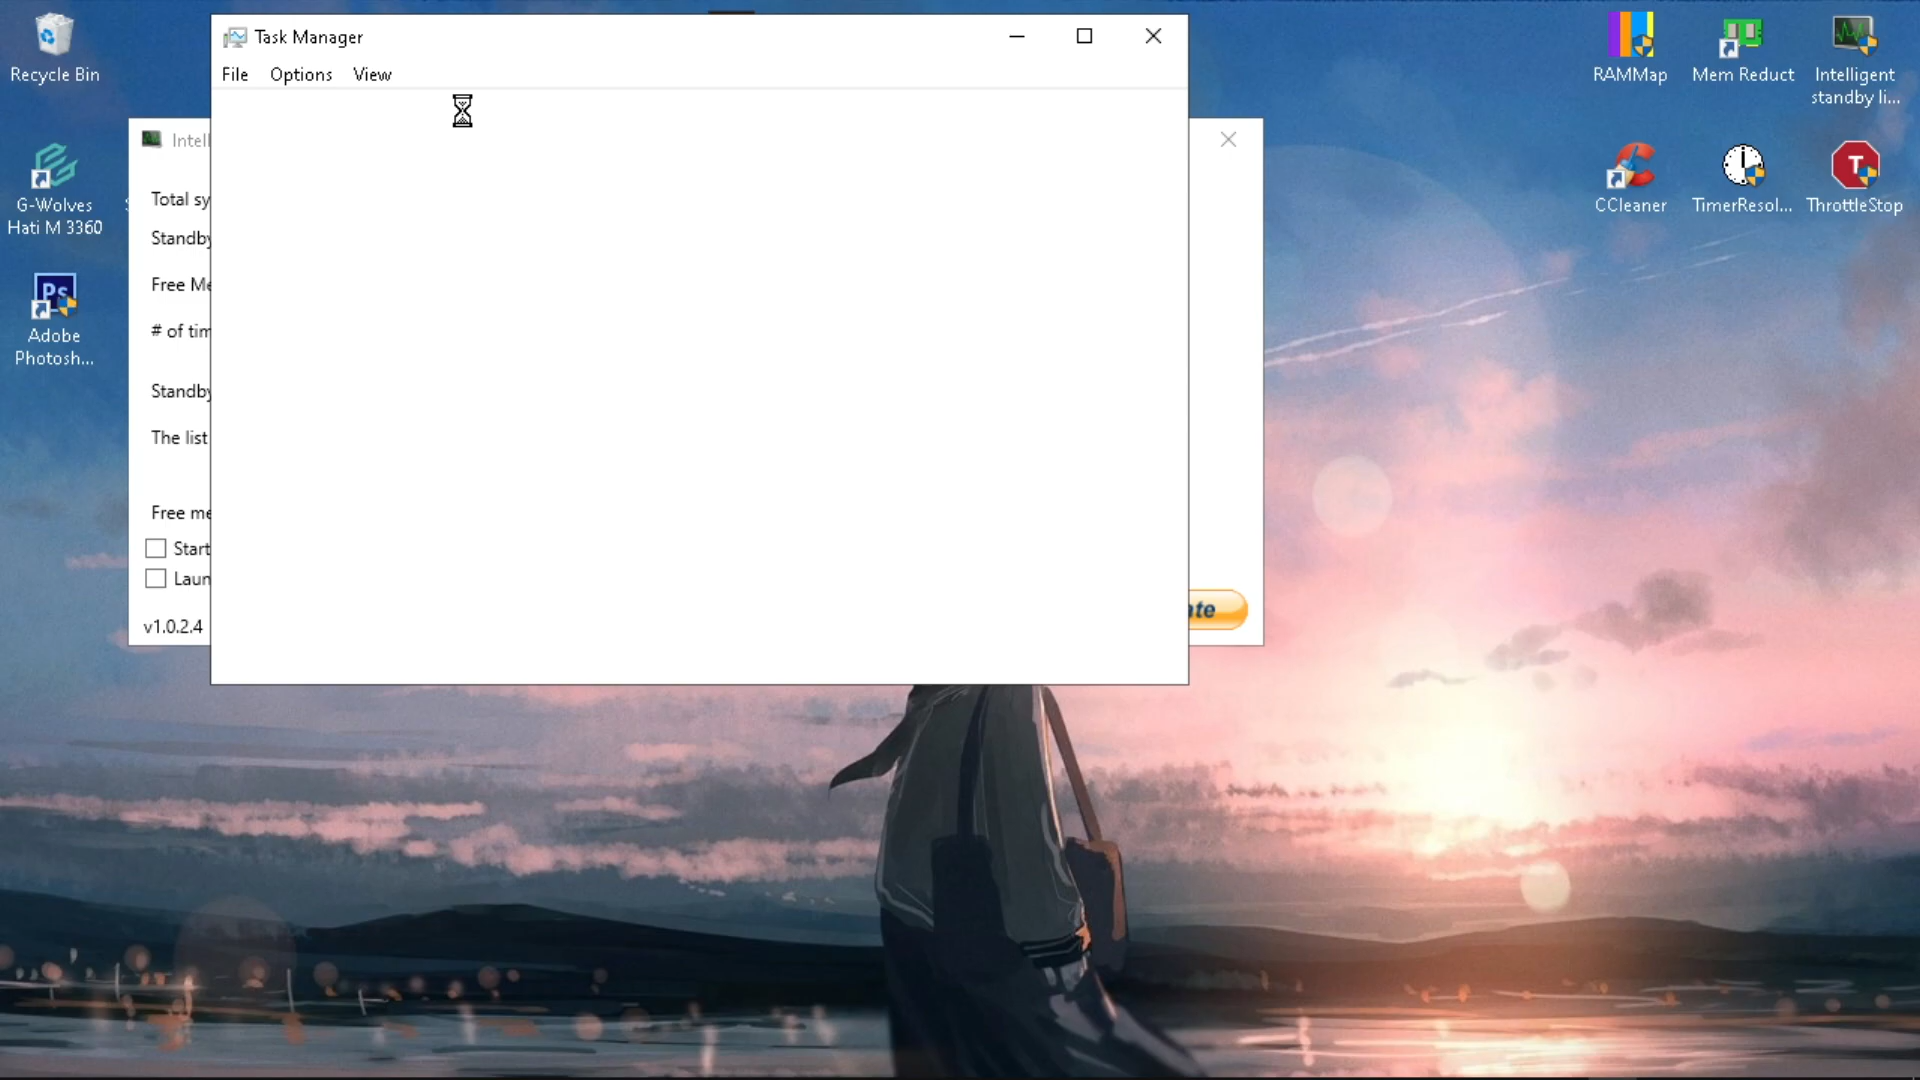 Recycle Bin
G-Wolves
Hati M 3360
Ps
Adobe
Photosh...
Task Manager
File Options View
Intell
Total sy
Standby
Free Me
# of tim
Standby
The list
Free me
Start
Laun
v1.0.2.4
ate
RAMMap
Mem Reduct
Intelligent
standby li...
CCleaner
TimerResol...
T
ThrottleStop